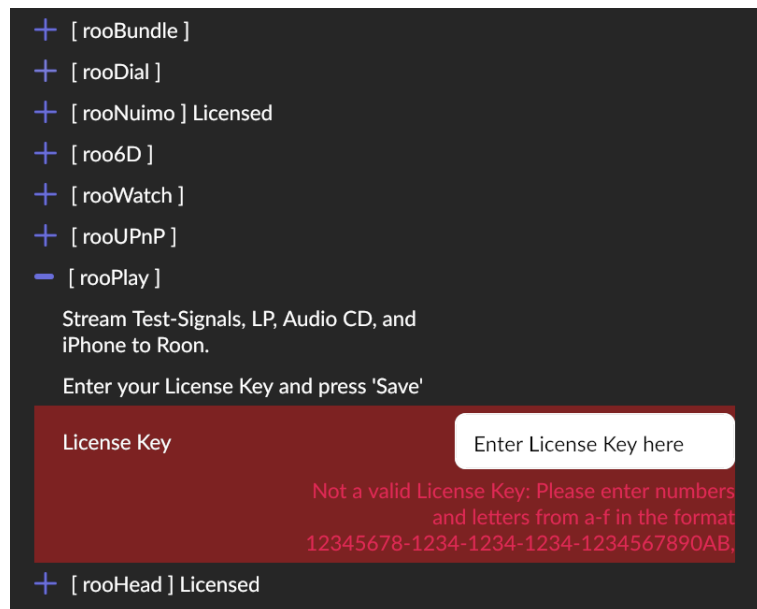 [ rooBundle ]
[ rooDial ]
[ rooNuimo ] Licensed
[ roo6D ]
[ rooWatch ]
[ rooUPnP ]
[ rooPlay ]
Stream Test-Signals, LP, Audio CD, and
iPhone to Roon.
Enter your License Key and press 'Save'
License Key
Enter License Key here
Not a valid License Key: Please enter numbers
and letters from a-f in the format
12345678-1234-1234-1234-1234567890AB,
[ rooHead ] Licensed